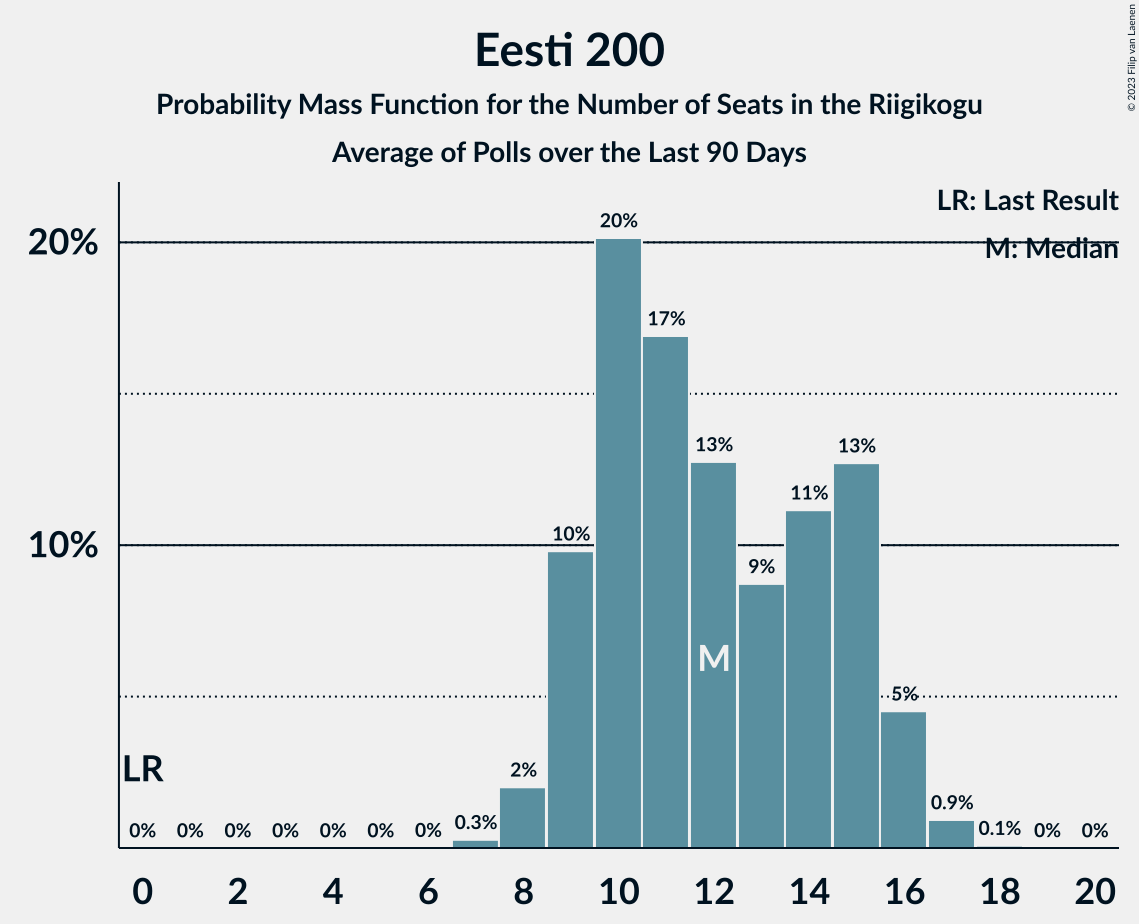 Eesti 200
Probability Mass Function for the Number of Seats in the Riigikogu
Average of Polls over the Last 90 Days
© 2023 Filip van Laenen
LR: Last Result
M: Median
20%
10%
20%
17%
13%
13%
11%
10%
9%
5%
2%
0.9%
0.3%
0.1%
0% 0% 0% 0% 0% 0% 0% 0% 0%
LR
M
0 2 4 6 8 10 12 14 16 18 20